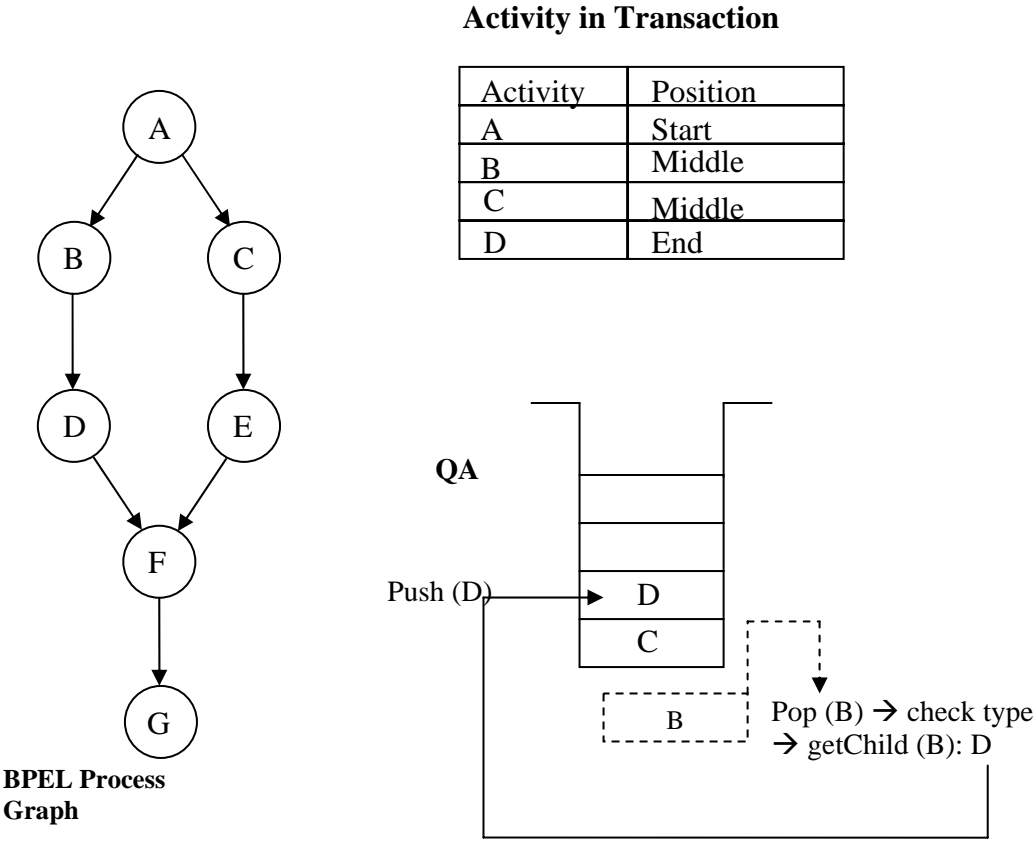 Activity in Transaction
Activity Position
A Start
B Middle
C Middle
D End
A
B C
D E
F
G
BPEL Process
Graph
QA
Push (D)
D
C
B
Pop (B) → check type
→ getChild (B): D